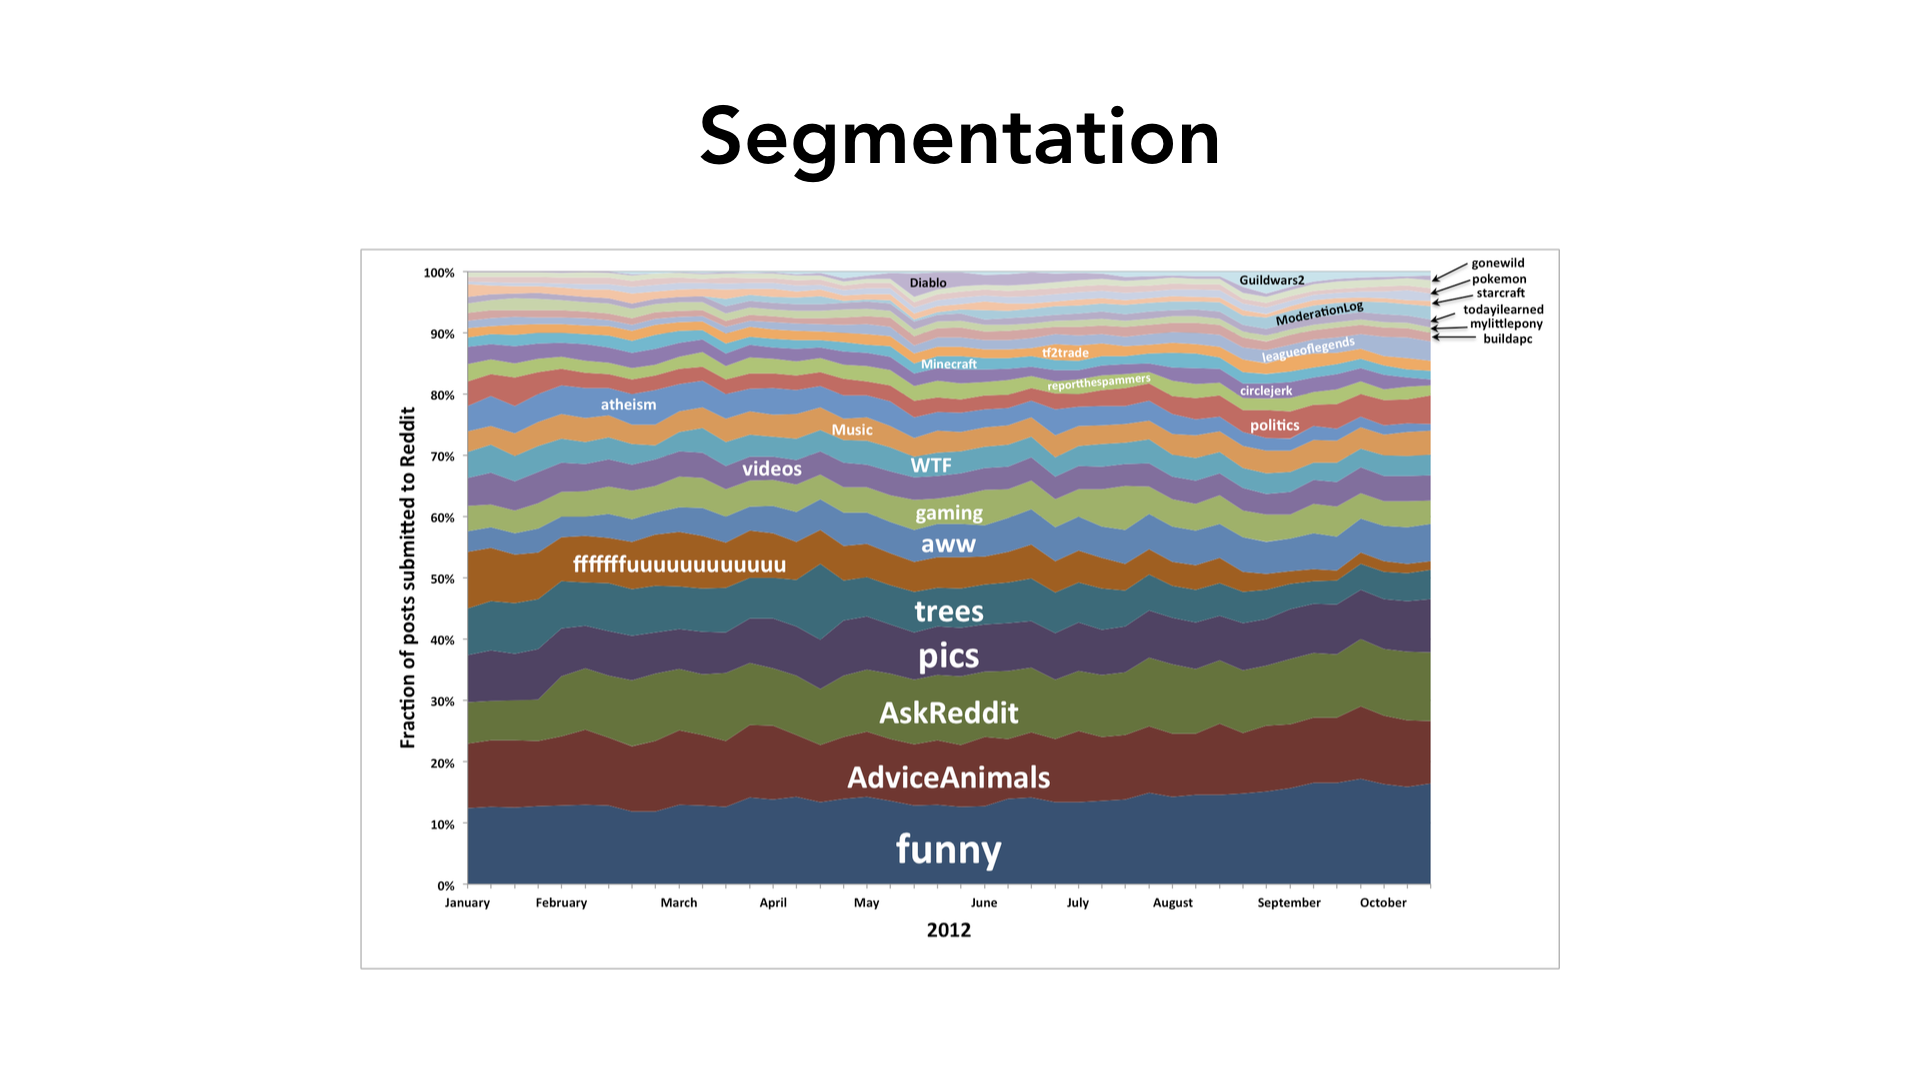 Segmentation
Fraction of posts submitted to Reddit
100%
90%
80%
70%
60%
50%
40%
30%
20%
10%
0%
Diablo
Guildwars2
ModerationLog
leagueoflegends
tf2trade
Minecraft
reportthespammers
circlejerk
atheism
politics
Music
WTF
videos
gaming
aww
fffffffuuuuuuuuuuuu
trees
pics
AskReddit
AdviceAnimals
funny
gonewild
pokemon
starcraft
todayilearned
mylittlepony
buildapc
January February March April May June July August September October
2012